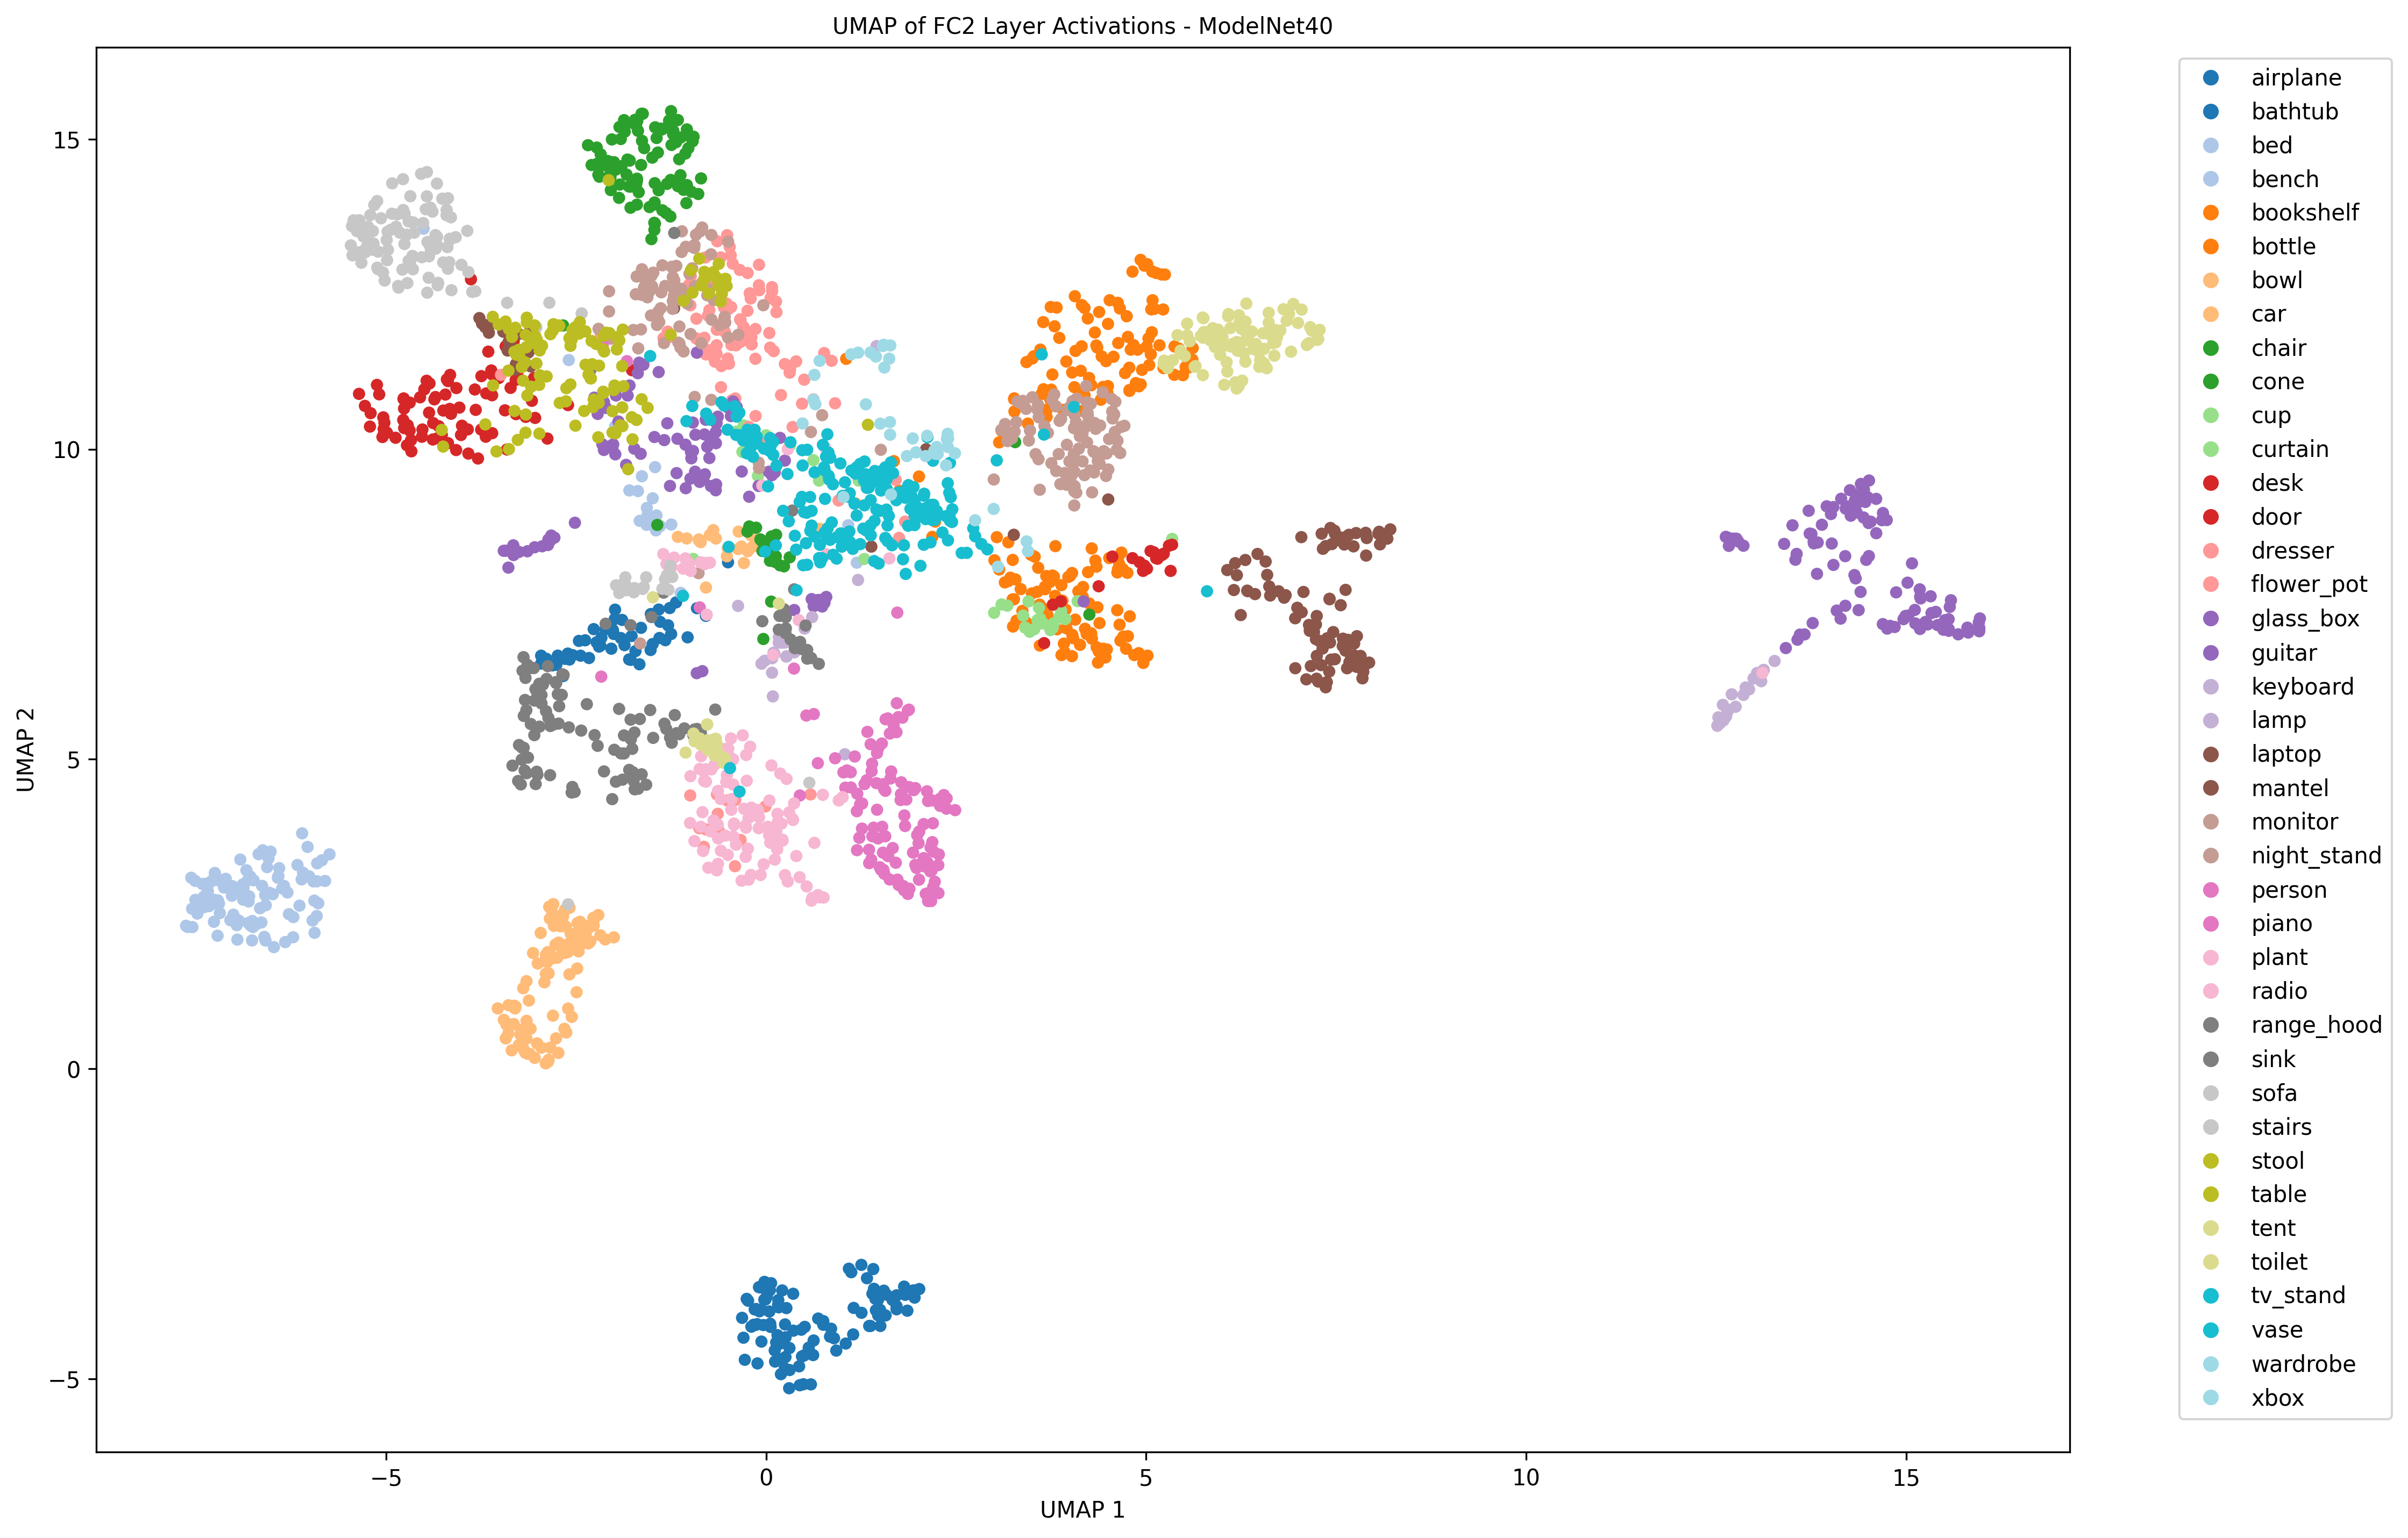 UMAP of FC2 Layer Activations - ModelNet40
15
10
5
0
−5
UMAP 2
−5
0
5
10
15
UMAP 1
airplane
bathtub
bed
bench
bookshelf
bottle
bowl
car
chair
cone
cup
curtain
desk
door
dresser
flower_pot
glass_box
guitar
keyboard
lamp
laptop
mantel
monitor
night_stand
person
piano
plant
radio
range_hood
sink
sofa
stairs
stool
table
tent
toilet
tv_stand
vase
wardrobe
xbox